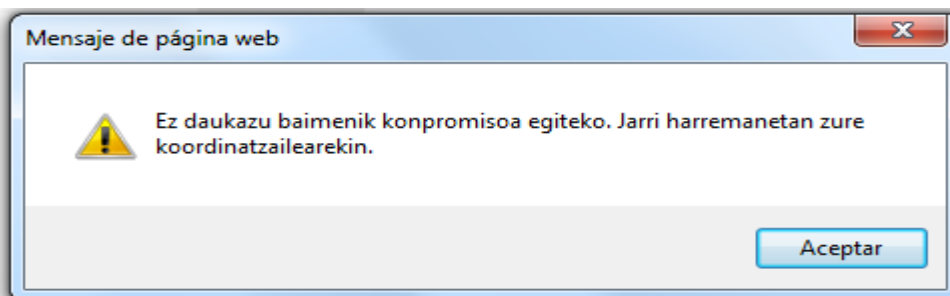 Mensaje de página web
Ez daukazu baimenik konpromisoa egiteko. Jarri harremanetan zure
koordinatzailearekin.
Aceptar